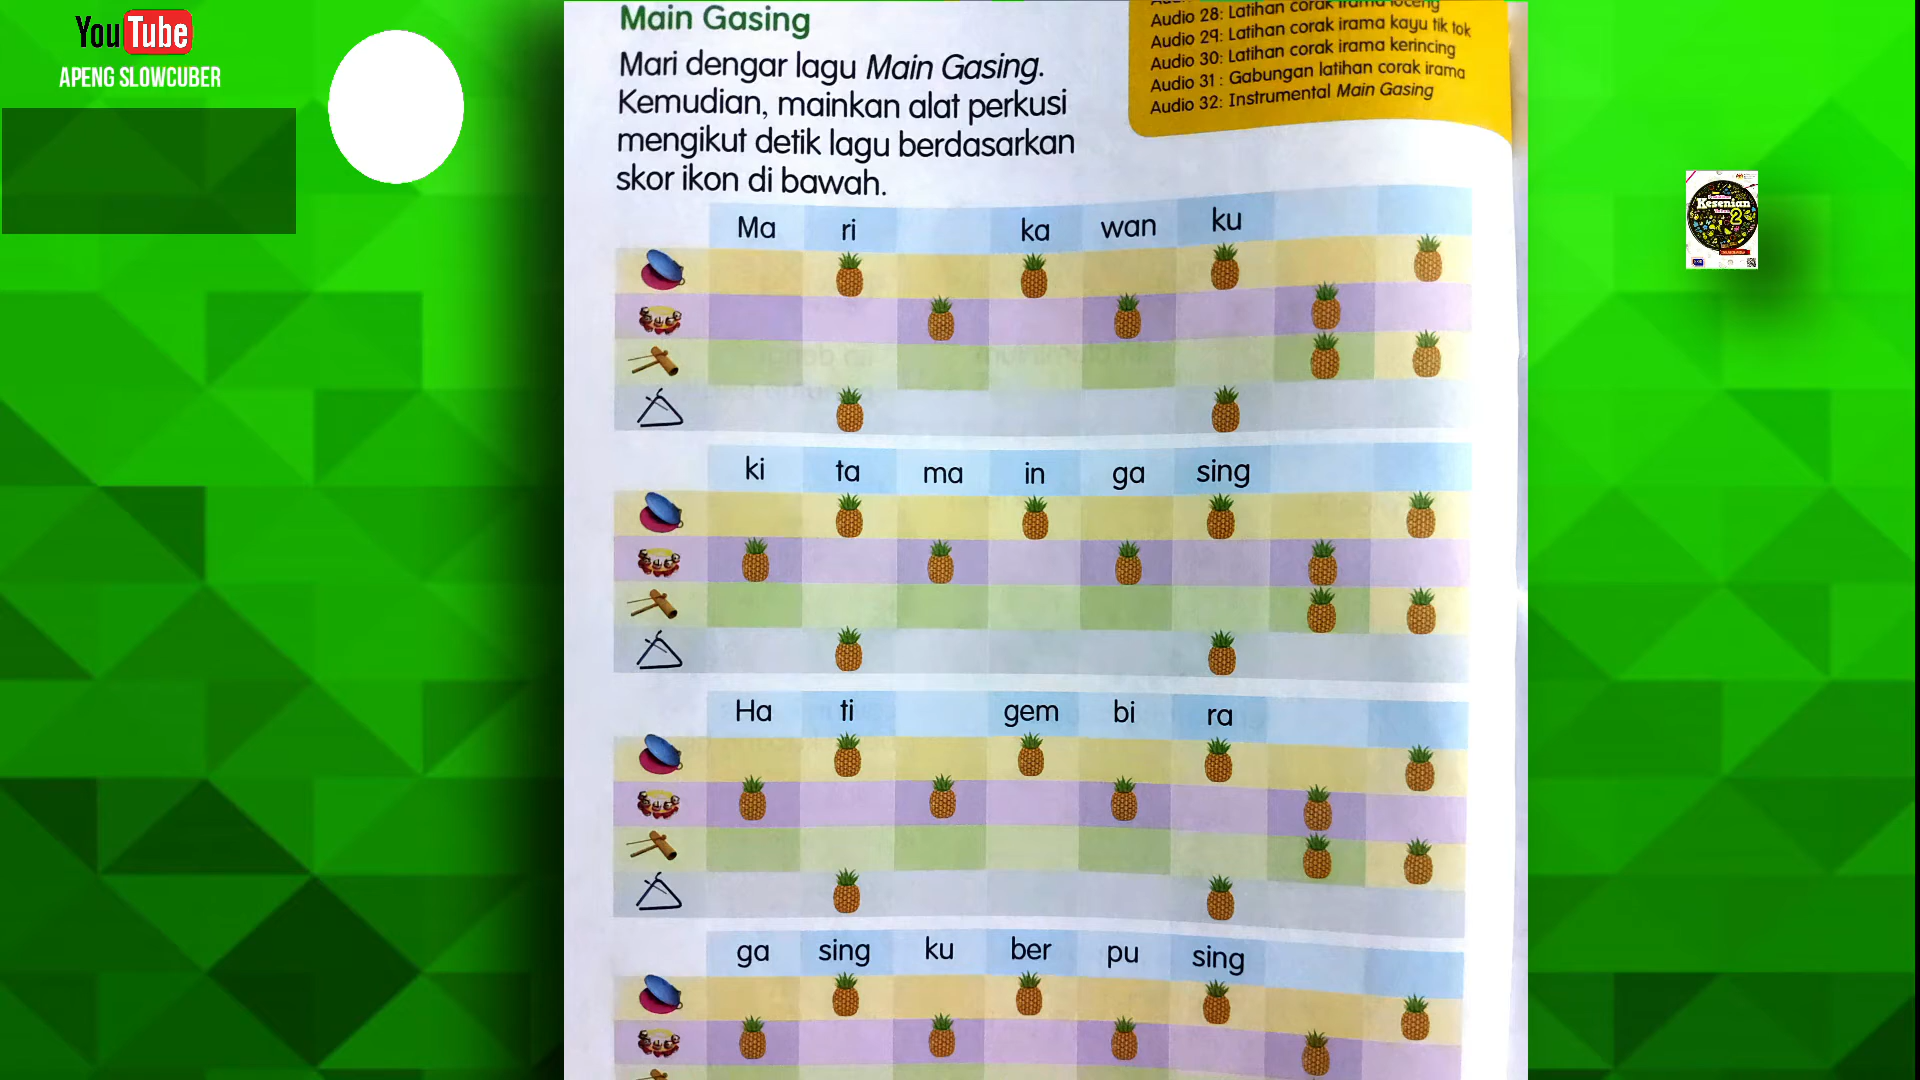 YouTube
APENG SLOWCUBER
Main Gasing
Mari dengar lagu Main Gasing.
Kemudian, mainkan alat perkusi
mengikut detik lagu berdasarkan
skor ikon di bawah.
Audio 28: Latihan corak irama loceng
Audio 29: Latihan corak irama kayu tik tok
Audio 30: Latihan corak irama kerincing
Audio 31 : Gabungan latihan corak irama
Audio 32: Instrumental Main Gasing
Ma ri ka wan ku
ki ta ma in ga sing
Ha ti gem bi ra
ga sing ku ber pu sing
Kesenian
2